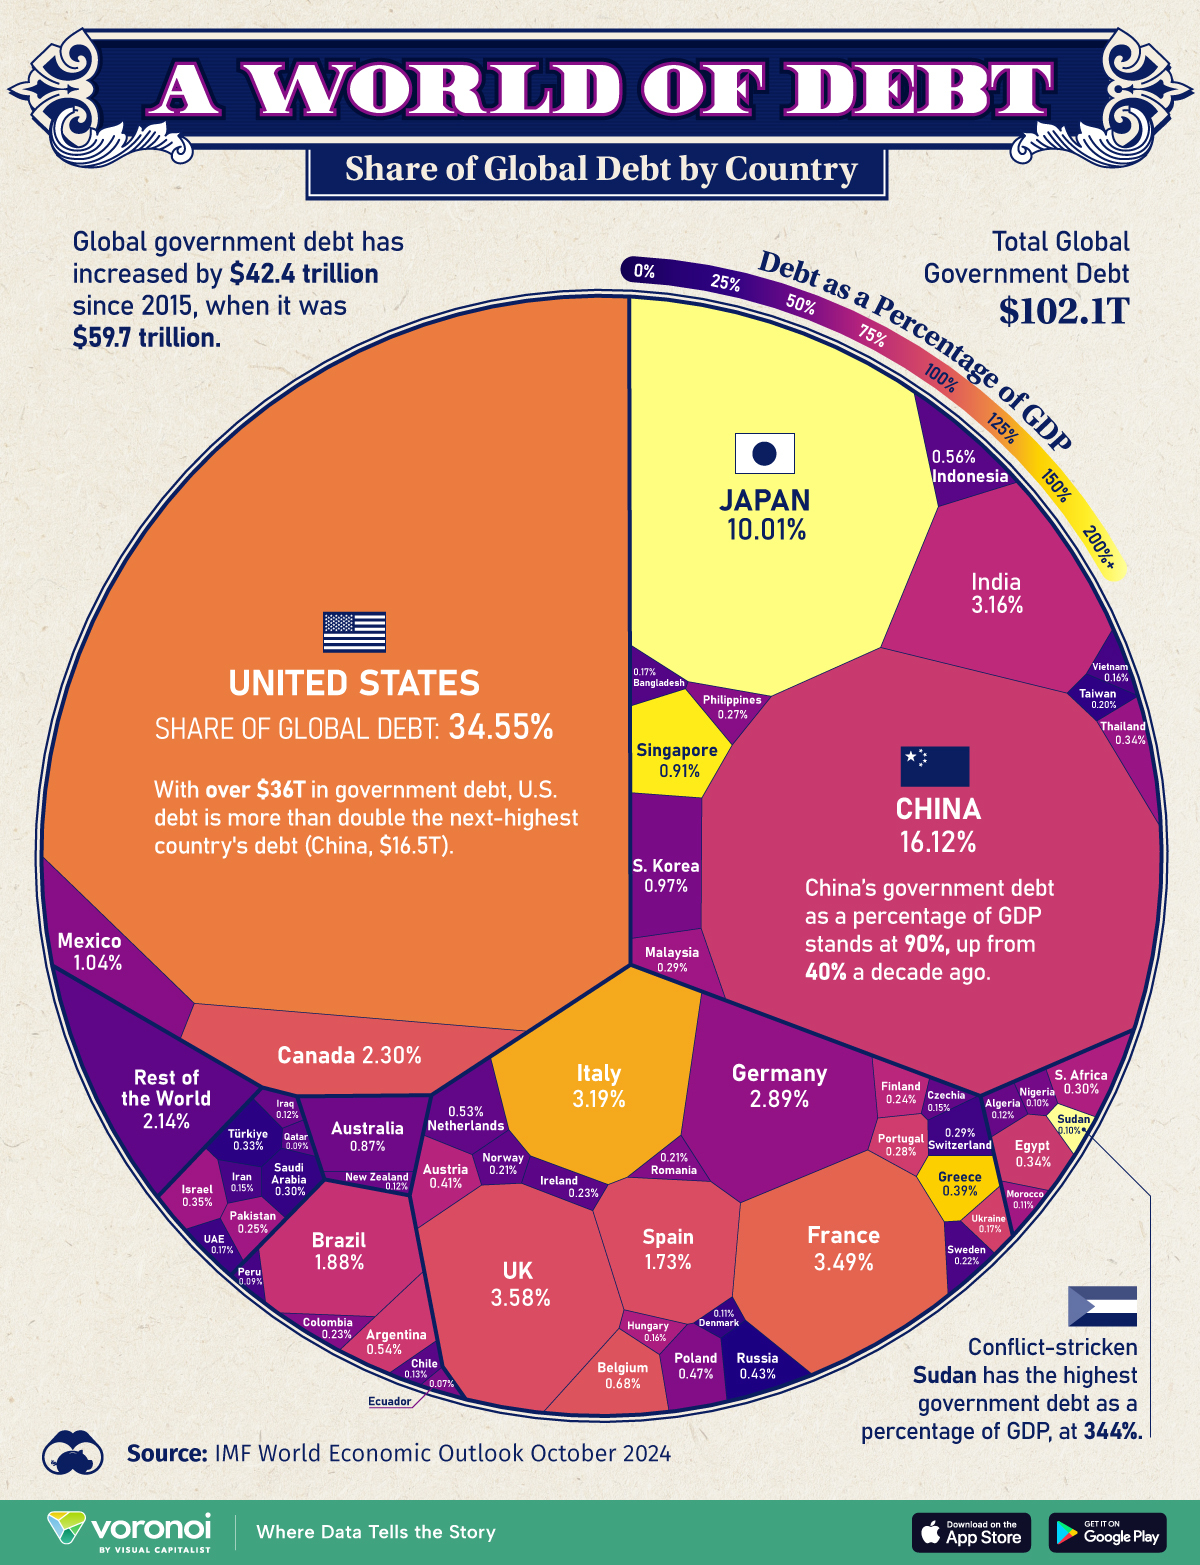 A WORLD OF DEBT
Share of Global Debt by Country
Global government debt has
increased by $42.4 trillion
since 2015, when it was
$59.7 trillion.
Total Global
Government Debt
$102.1T
Debt as a Percentage of GDP
0%
25%
50%
75%
100%
125%
150%
200%+
UNITED STATES
SHARE OF GLOBAL DEBT: 34.55%
With over $36T in government debt, U.S.
debt is more than double the next-highest
country's debt (China, $16.5T).
Mexico
1.04%
Canada 2.30%
JAPAN
10.01%
0.56%
Indonesia
India
3.16%
Vietnam
0.16%
Taiwan
0.20%
Thailand
0.34%
0.17%
Bangladesh
Philippines
0.27%
Singapore
0.91%
S. Korea
0.97%
Malaysia
0.29%
CHINA
16.12%
China's government debt
as a percentage of GDP
stands at 90%, up from
40% a decade ago.
Rest of
the World
2.14%
Iraq
0.12%
Türkiye
0.33%
Qatar
0.09%
Iran
0.15%
Saudi
Arabia
0.30%
Israel
0.35%
Pakistan
0.25%
UAE
0.17%
Australia
0.87%
New Zealand
0.12%
Brazil
1.88%
Peru
0.09%
Colombia
0.23%
Argentina
0.54%
Chile
0.13%
0.07%
Ecuador
Italy
3.19%
Germany
2.89%
0.53%
Netherlands
Norway
0.21%
Austria
0.41%
Ireland
0.23%
0.21%
Romania
Finland
0.24%
Czechia
0.15%
Portugal
0.28%
0.29%
Switzerland
Greece
0.39%
Ukraine
0.17%
Sweden
0.22%
UK
3.58%
Spain
1.73%
France
3.49%
Hungary
0.16%
0.11%
Denmark
Belgium
0.68%
Poland
0.47%
Russia
0.43%
S. Africa
0.30%
Nigeria
0.10%
Algeria
0.12%
Sudan
0.10%
Egypt
0.34%
Morocco
0.11%
Conflict-stricken
Sudan has the highest
government debt as a
percentage of GDP, at 344%.
Source: IMF World Economic Outlook October 2024
voronoi
BY VISUAL CAPITALIST
Where Data Tells the Story
Download on the
App Store
GET IT ON
Google Play